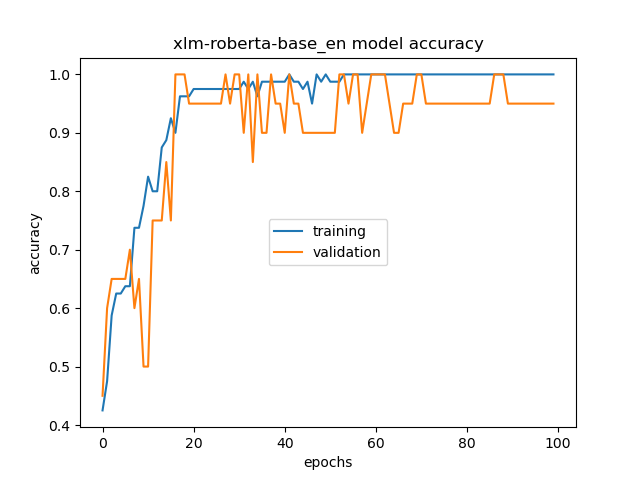 xlm-roberta-base_en model accuracy
1.0
0.9
0.8
0.7
0.6
0.5
0.4
accuracy
training
validation
0 20 40 60 80 100
epochs